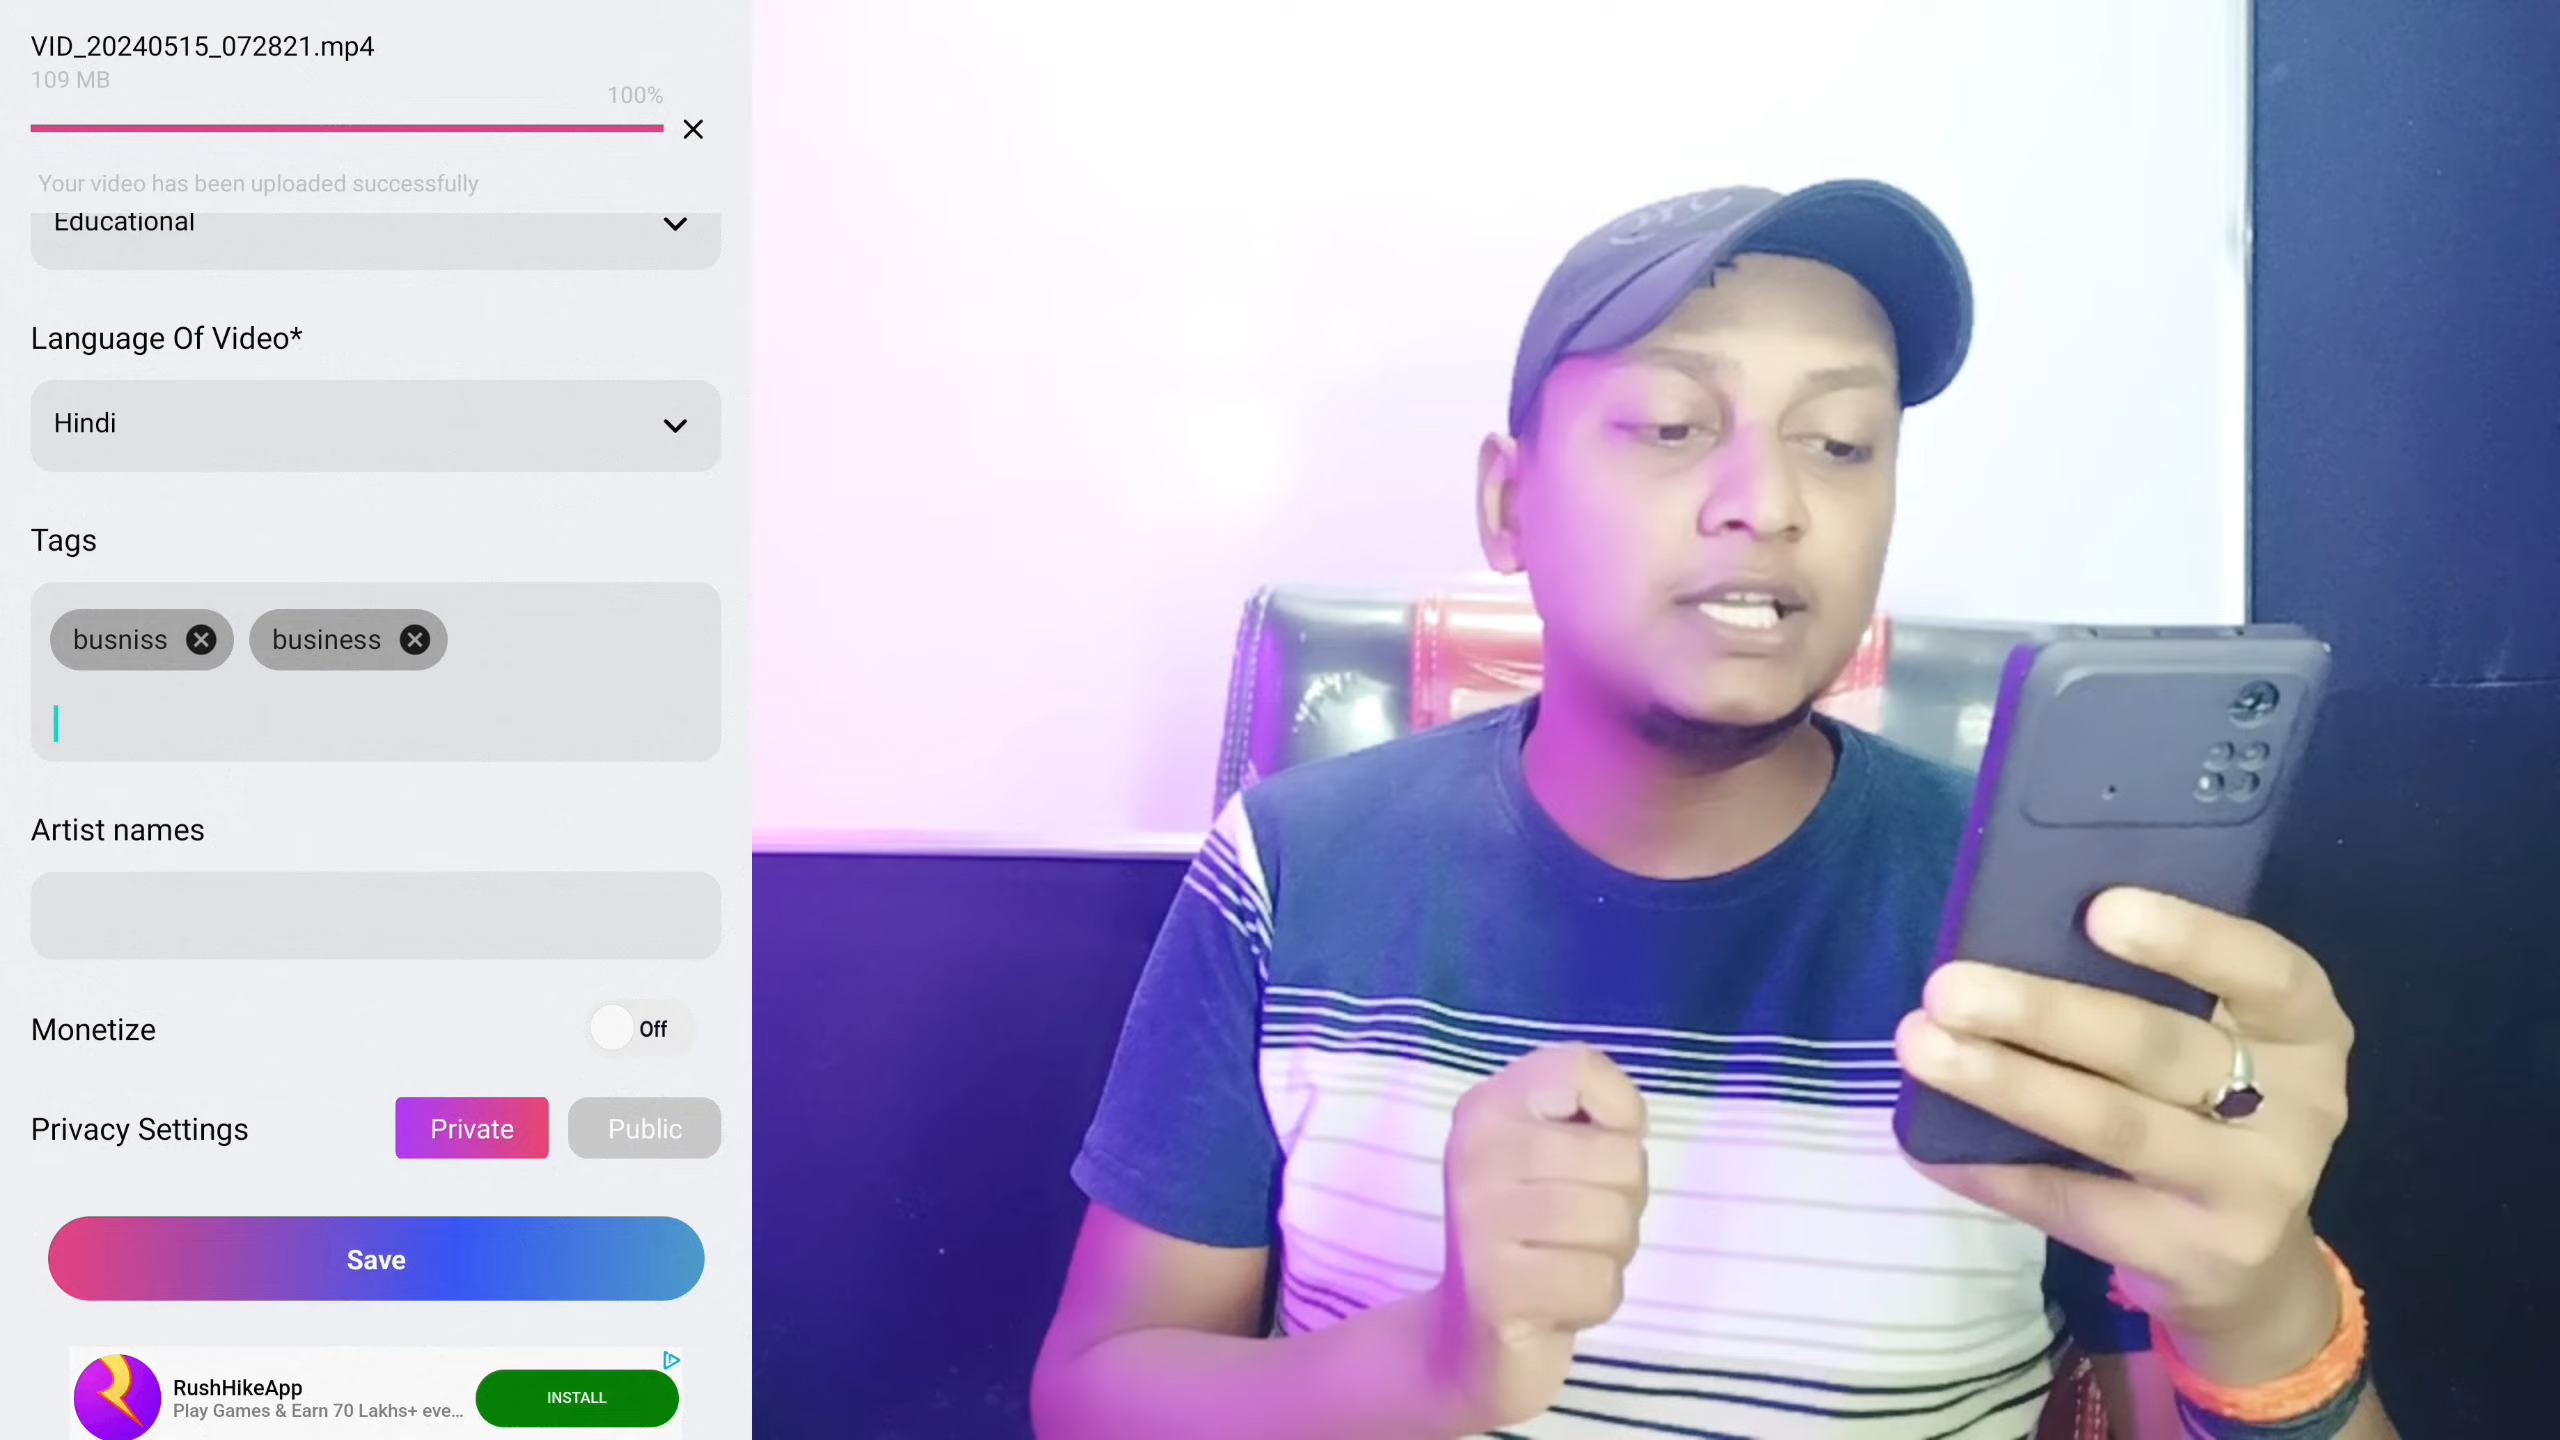 VID_20240515_072821.mp4
109 MB
100%
Your video has been uploaded successfully
Educational
Language Of Video*
Hindi
Tags
busniss business
Artist names
Monetize Off
Privacy Settings Private Public
Save
RushHikeApp
Play Games & Earn 70 Lakhs+ eve...
INSTALL